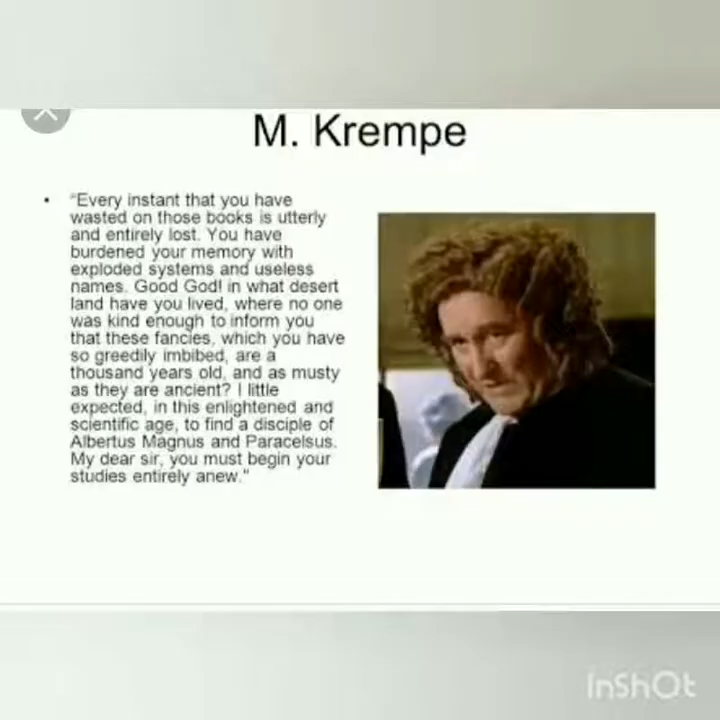 M. Krempe
• "Every instant that you have
wasted on those books is utterly
and entirely lost. You have
burdened your memory with
exploded systems and useless
names. Good God! in what desert
land have you lived, where no one
was kind enough to inform you
that these fancies, which you have
so greedily imbibed, are a
thousand years old, and as musty
as they are ancient? I little
expected, in this enlightened and
scientific age, to find a disciple of
Albertus Magnus and Paracelsus.
My dear sir, you must begin your
studies entirely anew."
InShOt